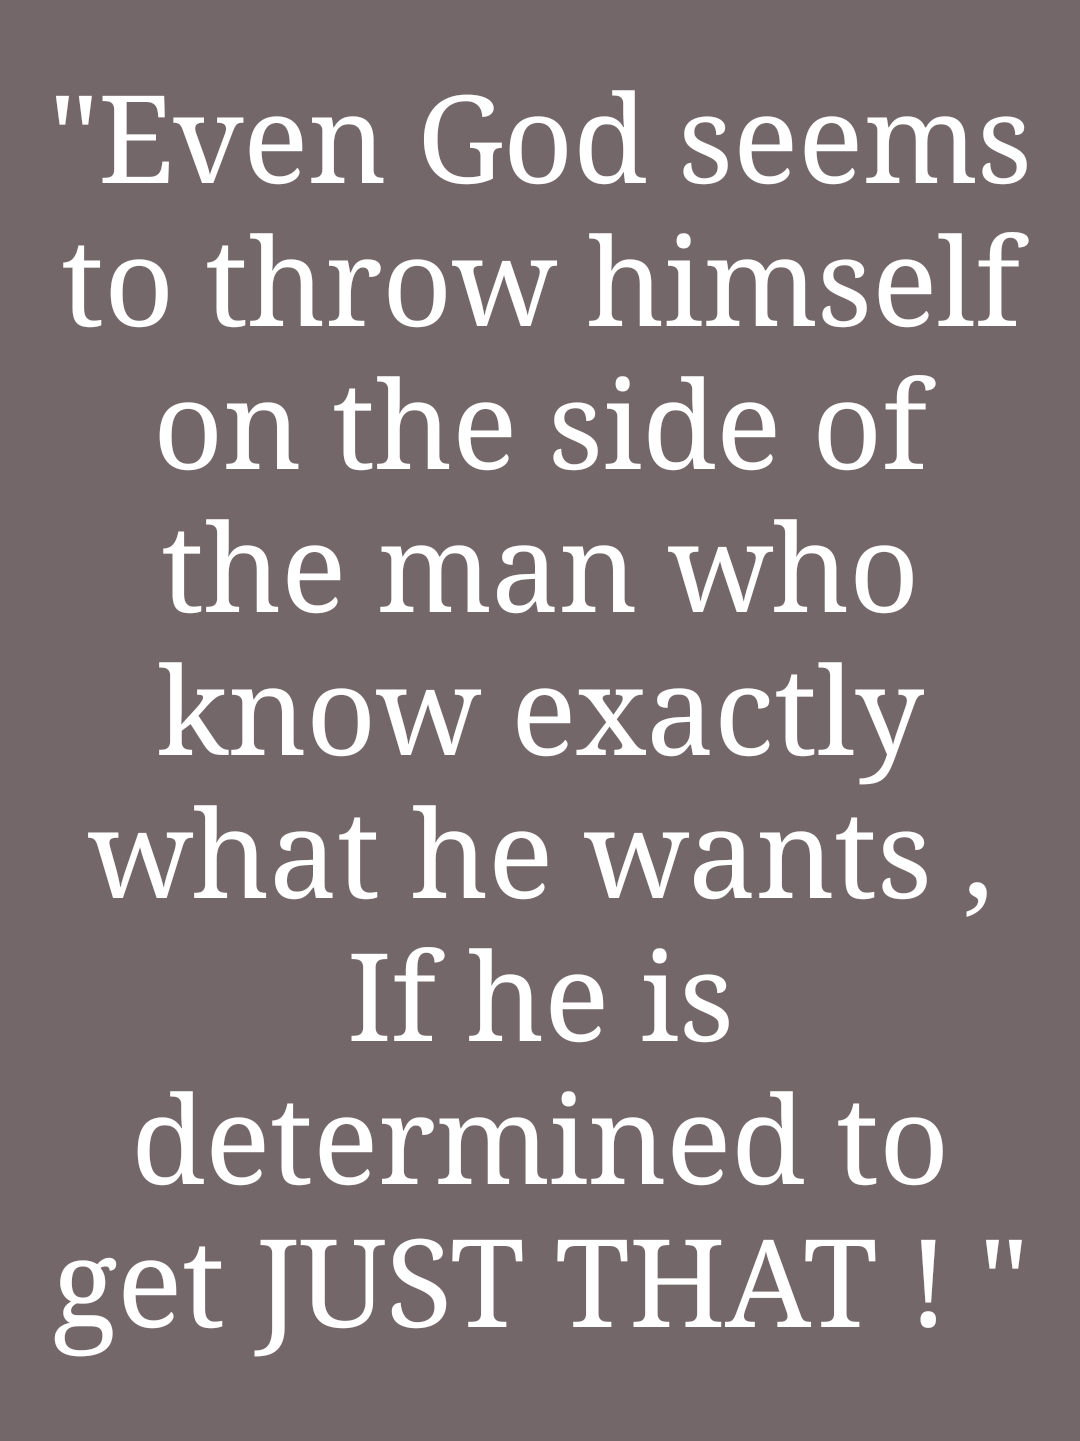 "Even God seems
to throw himself
on the side of
the man who
know exactly
what he wants ,
If he is
determined to
get JUST THAT ! "